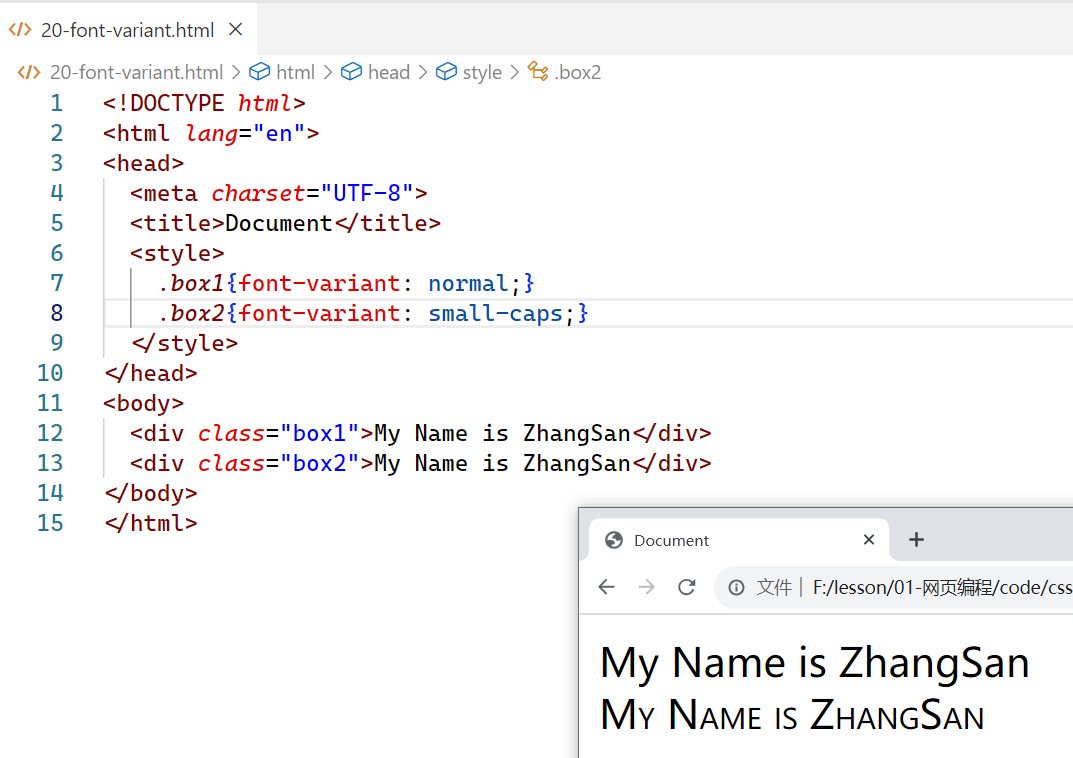 20-font-variant.html
20-font-variant.html > html > head > style > .box2
1 <!DOCTYPE html>
2 <html lang="en">
3 <head>
4 <meta charset="UTF-8">
5 <title>Document</title>
6 <style>
7 .box1{font-variant: normal;}
8 .box2{font-variant: small-caps;}
9 </style>
10 </head>
11 <body>
12 <div class="box1">My Name is ZhangSan</div>
13 <div class="box2">My Name is ZhangSan</div>
14 </body>
15 </html>
Document
文件 | F:/lesson/01-网页编程/code/css
My Name is ZhangSan
My Name is ZhangSan